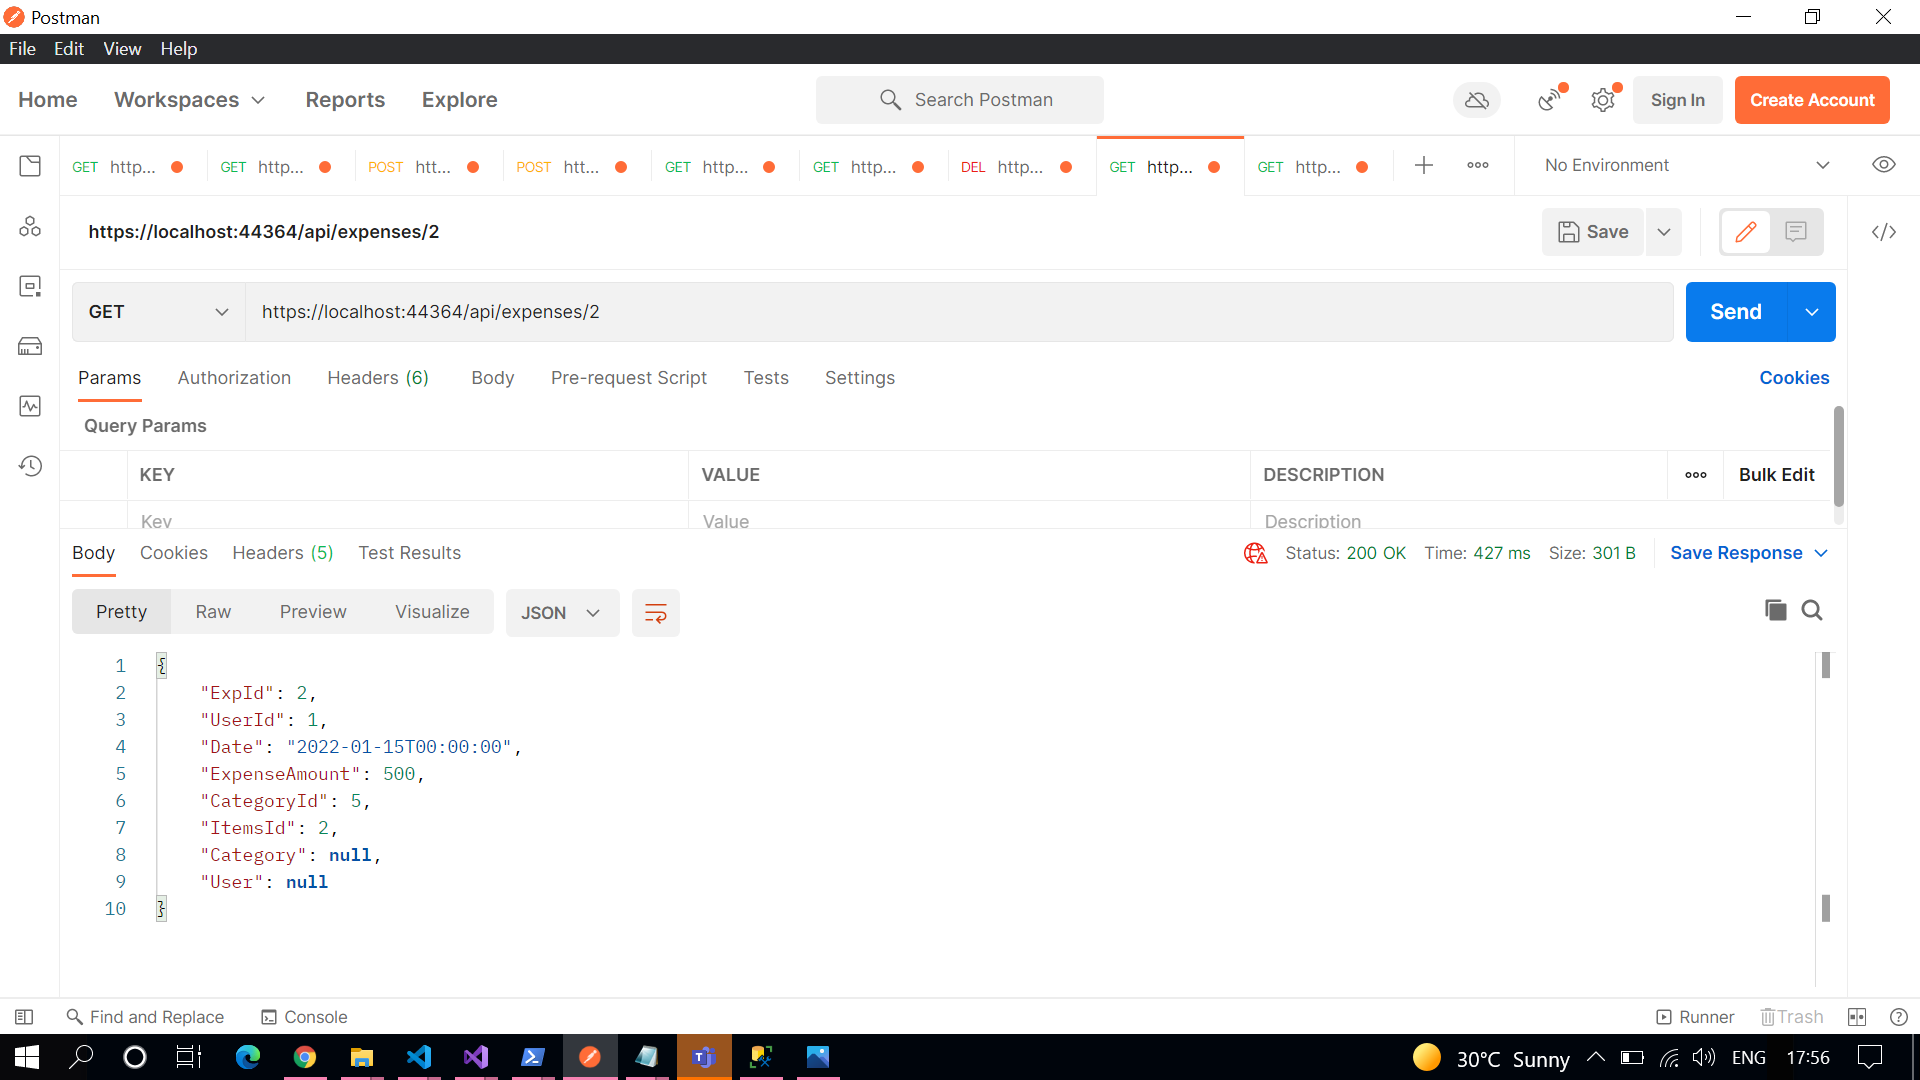 Postman
File Edit View Help
Home Workspaces Reports Explore Search Postman Sign In Create Account
GET http... GET http... POST htt... POST htt... GET http... GET http... DEL http... GET http... GET http... No Environment
https://localhost:44364/api/expenses/2 Save
GET https://localhost:44364/api/expenses/2 Send
Params Authorization Headers (6) Body Pre-request Script Tests Settings Cookies
Query Params
KEY VALUE DESCRIPTION Bulk Edit
Key Value Description
Body Cookies Headers (5) Test Results Status: 200 OK Time: 427 ms Size: 301 B Save Response
Pretty Raw Preview Visualize JSON
1 {
2 "ExpId": 2,
3 "UserId": 1,
4 "Date": "2022-01-15T00:00:00",
5 "ExpenseAmount": 500,
6 "CategoryId": 5,
7 "ItemsId": 2,
8 "Category": null,
9 "User": null
10 }
Find and Replace Console Runner Trash
30°C Sunny ENG 17:56